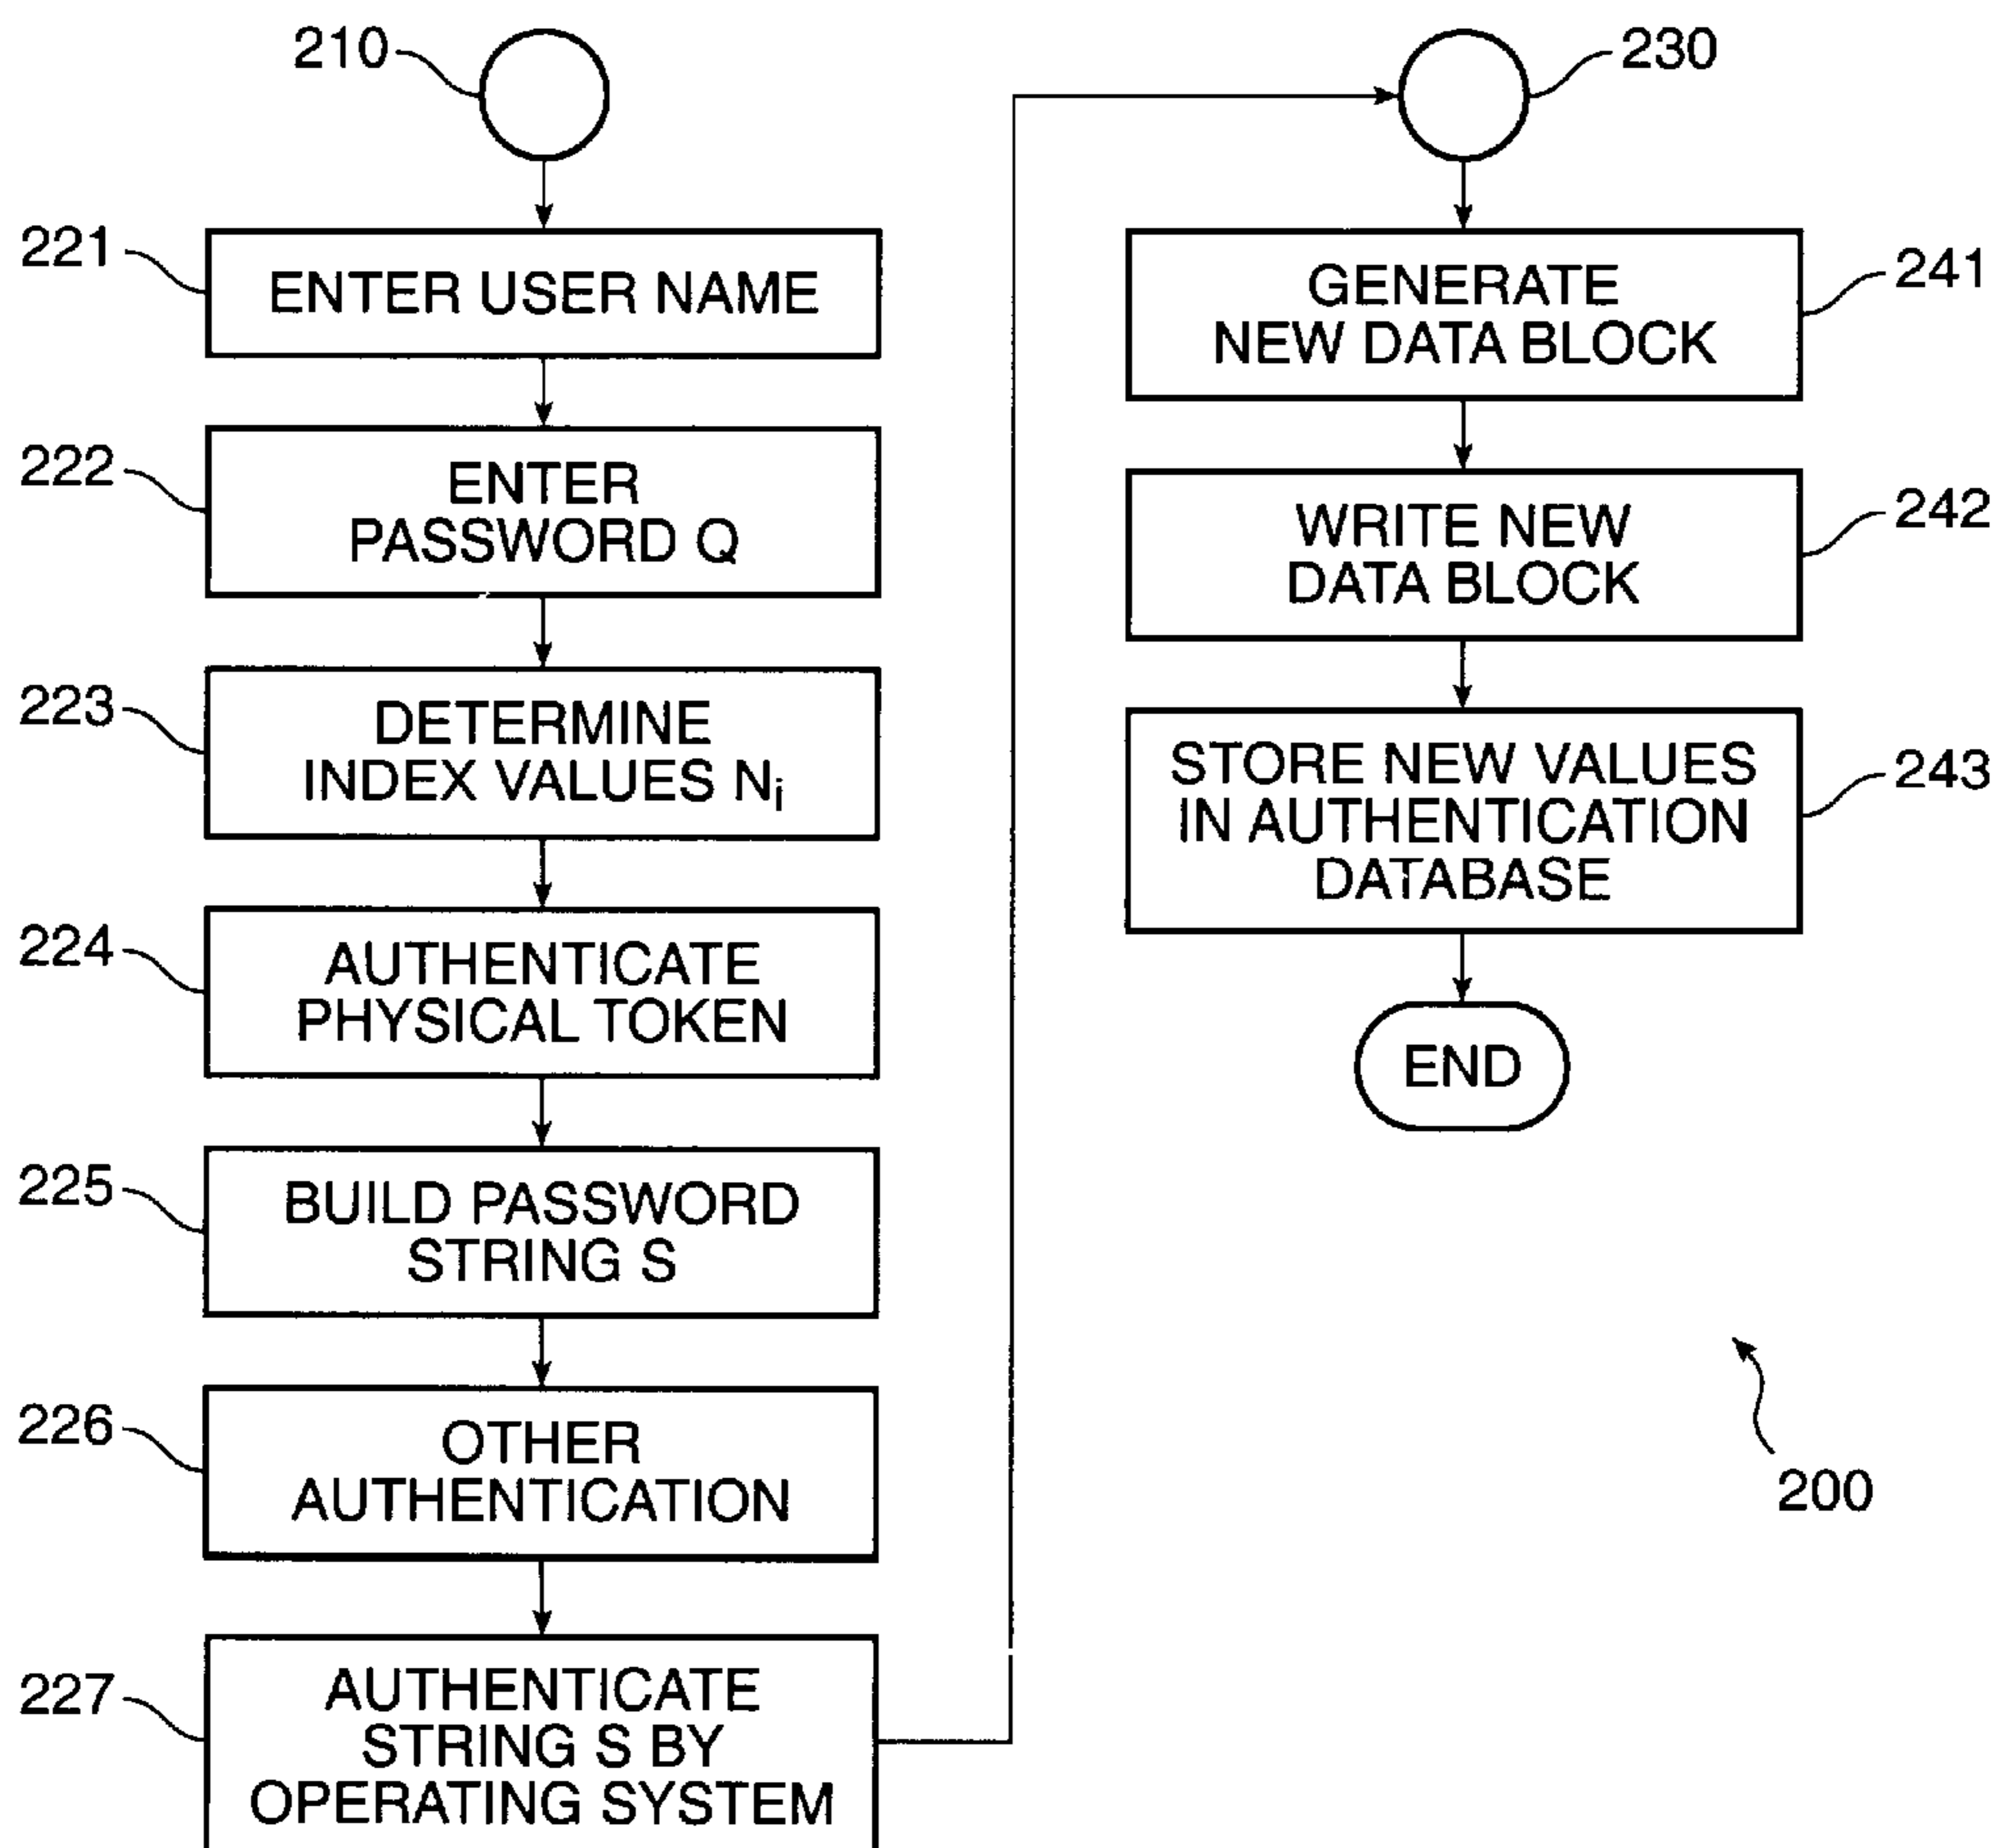 210
221
ENTER USER NAME
222
ENTER
PASSWORD Q
223
DETERMINE
INDEX VALUES Ni
224
AUTHENTICATE
PHYSICAL TOKEN
225
BUILD PASSWORD
STRING S
226
OTHER
AUTHENTICATION
227
AUTHENTICATE
STRING S BY
OPERATING SYSTEM
230
GENERATE
NEW DATA BLOCK
241
WRITE NEW
DATA BLOCK
242
STORE NEW VALUES
IN AUTHENTICATION
DATABASE
243
END
200